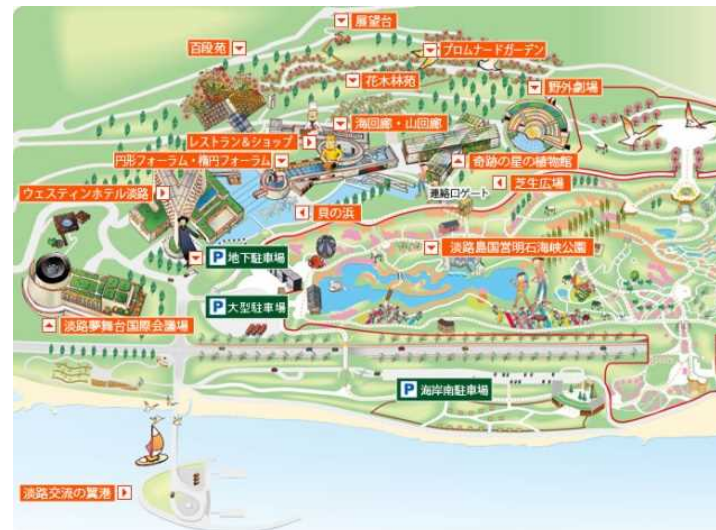 展望台
百段苑
プロムナードガーデン
花木林苑
野外劇場
海回廊・山回廊
レストラン&ショップ
円形フォーラム・楕円フォーラム
奇跡の星の植物館
ウェスティンホテル淡路
連絡口ゲート
芝生広場
貝の浜
P 地下駐車場
淡路島国営明石海峡公園
P 大型駐車場
淡路夢舞台国際会議場
P 海岸南駐車場
淡路交流の翼港